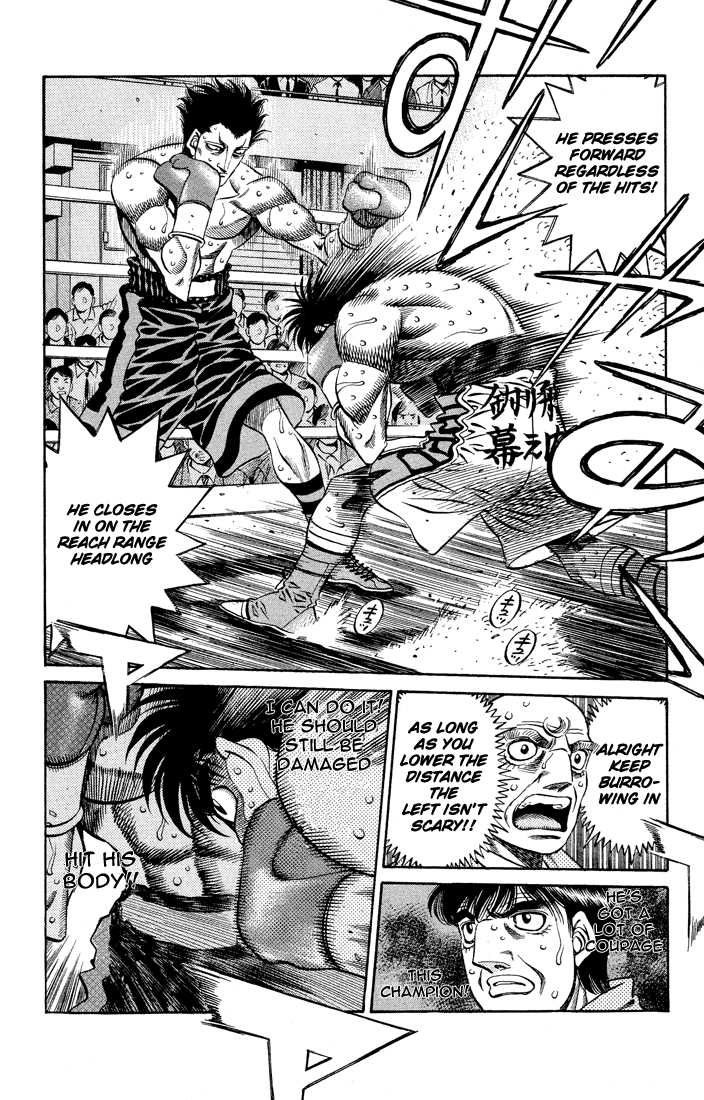 HE PRESSES
FORWARD
REGARDLESS
OF THE HITS!
HE CLOSES
IN ON THE
REACH RANGE
HEADLONG
ALRIGHT
KEEP
BURRO-
WING IN
AS LONG
AS YOU
LOWER THE
DISTANCE
THE
LEFT ISN'T
SCARY!!
I CAN DO IT!
HE SHOULD
STILL BE
DAMAGED
HIT HIS
BODY!!
HE'S
GOT A
LOT OF
COURAGE
THIS
CHAMPION!